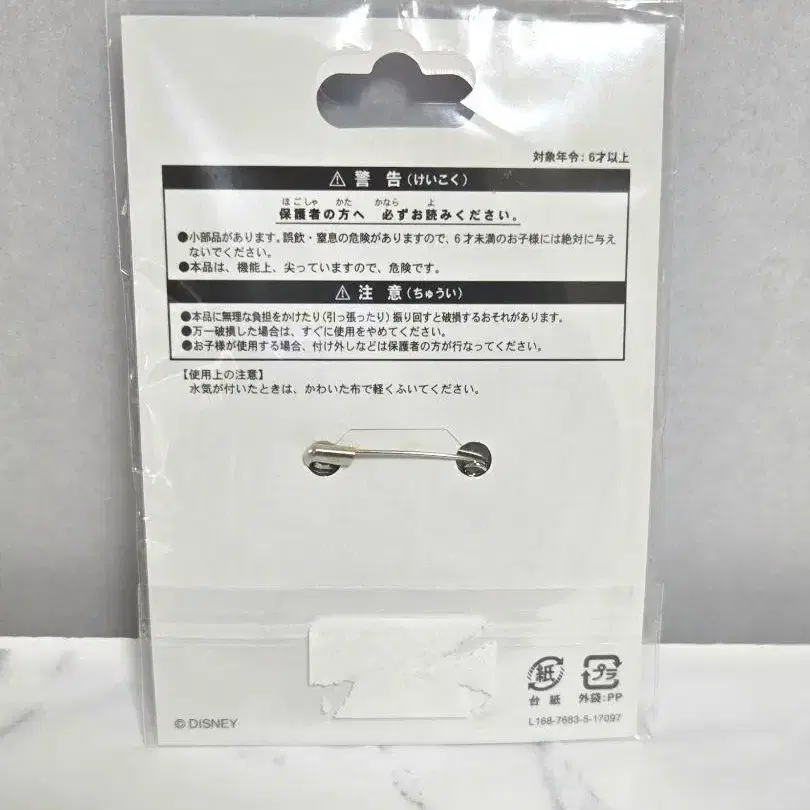 対象年令:6才以上
⚠ 警 告 (けいこく)
ほごしゃ かた かなら よ
保護者の方へ 必ずお読みください。
●小部品があります。誤飲・窒息の危険がありますので、6才未満のお子様には絶対に与え
ないでください。
●本品は、機能上、尖っていますので、危険です。
⚠ 注 意 (ちゅうい)
●本品に無理な負担をかけたり(引っ張ったり)振り回すと破損するおそれがあります。
●万一破損した場合は、すぐに使用をやめてください。
●お子様が使用する場合、付け外しなどは保護者の方が行なってください。
【使用上の注意】
水気が付いたときは、かわいた布で軽くふいてください。
紙 プラ
台 紙 外袋:PP
© DISNEY L168-7683-5-17097